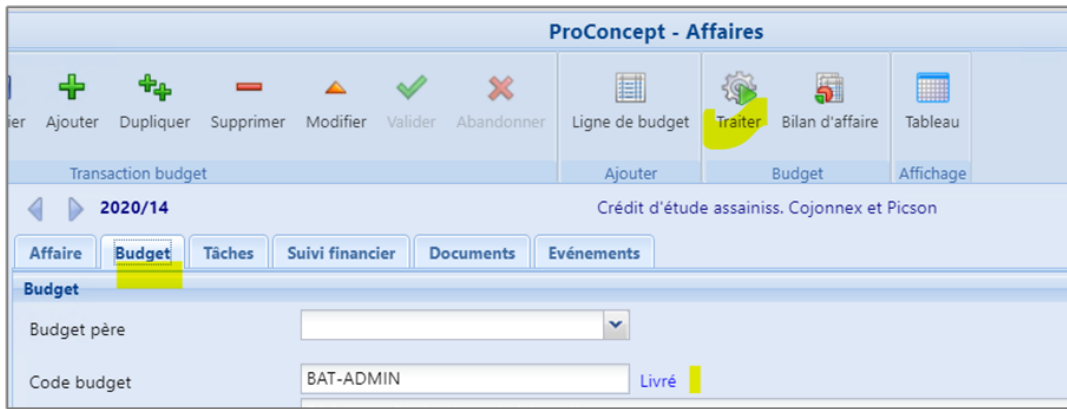 ProConcept - Affaires
ier Ajouter Dupliquer Supprimer Modifier Valider Abandonner Ligne de budget Traiter Bilan d'affaire Tableau
Transaction budget Ajouter Budget Affichage
2020/14 Crédit d'étude assainiss. Cojonnex et Picson
Affaire Budget Tâches Suivi financier Documents Evénements
Budget
Budget père
Code budget BAT-ADMIN Livré